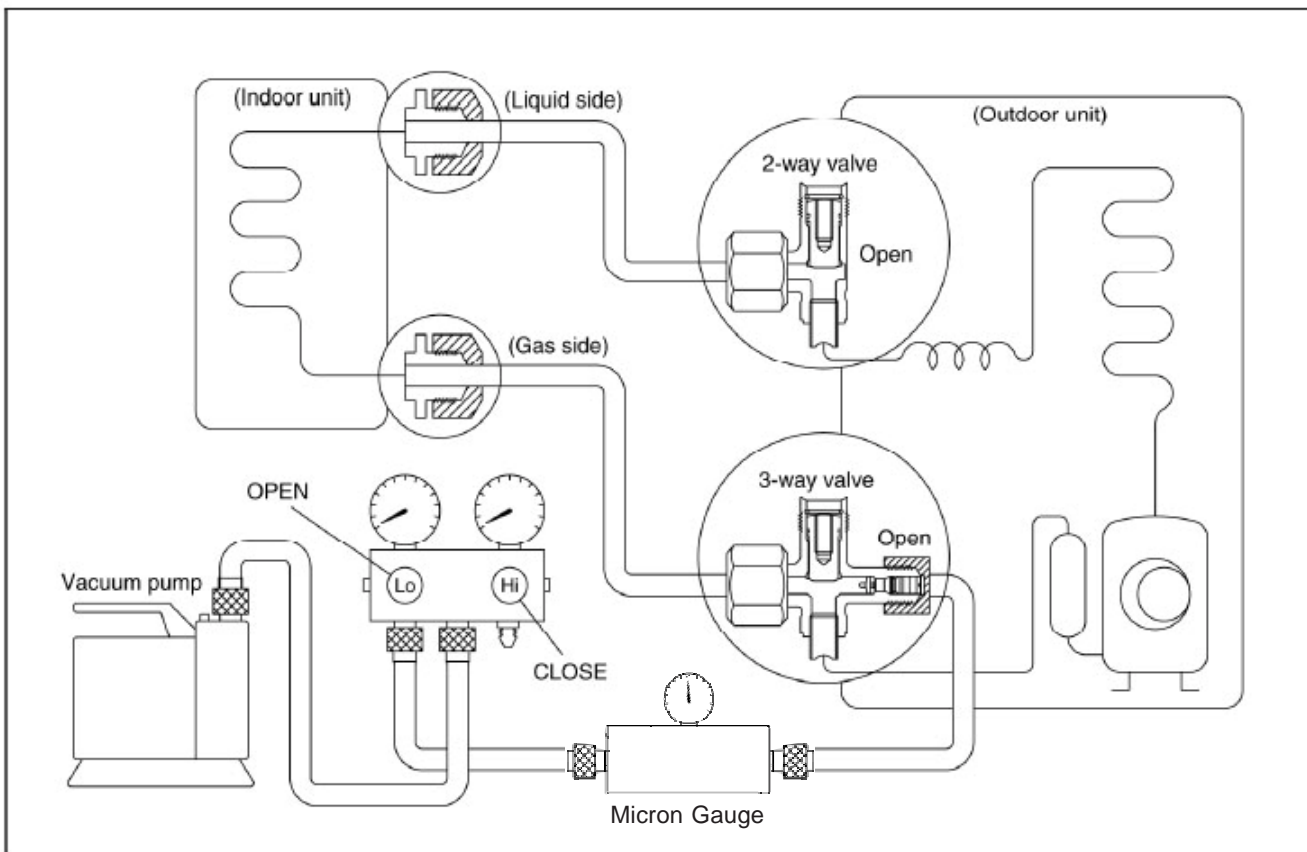 (Indoor unit)
(Liquid side)
(Outdoor unit)
2-way valve
Open
(Gas side)
3-way valve
Open
OPEN
Vacuum pump
Lo
Hi
CLOSE
Micron Gauge